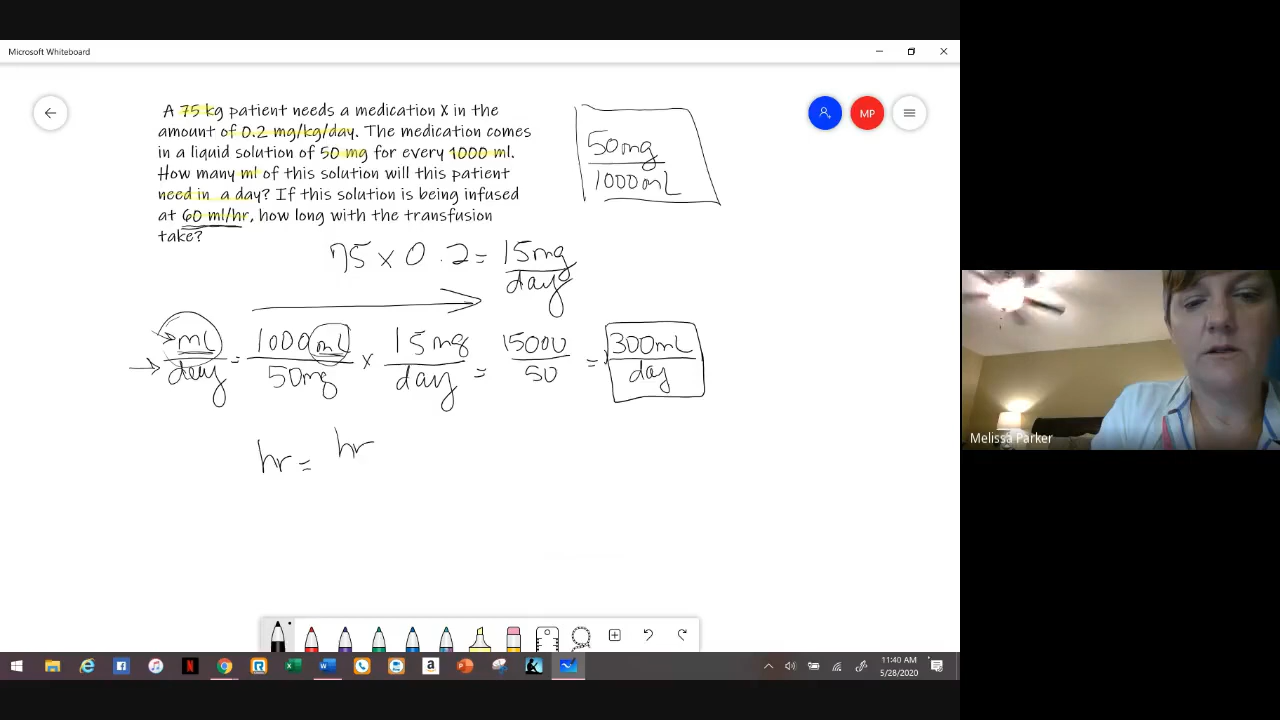 Microsoft Whiteboard
A 75 kg patient needs a medication X in the
amount of 0.2 mg/kg/day. The medication comes
in a liquid solution of 50 mg for every 1000 ml.
How many ml of this solution will this patient
need in a day? If this solution is being infused
at 60 ml/hr, how long with the transfusion
take?
50mg
1000mL
MP
75 x 0.2 = 15mg
day
mL = 1000mL x 15mg = 15000 = 300mL
day 50mg day 50 day
hr = hr
Melissa Parker
11:40 AM
5/28/2020